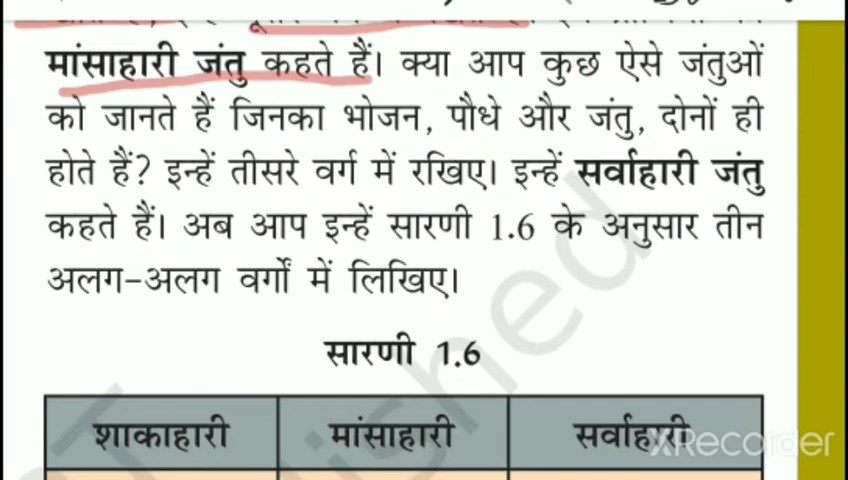 मांसाहारी जंतु कहते हैं। क्या आप कुछ ऐसे जंतुओं
को जानते हैं जिनका भोजन, पौधे और जंतु, दोनों ही
होते हैं? इन्हें तीसरे वर्ग में रखिए। इन्हें सर्वाहारी जंतु
कहते हैं। अब आप इन्हें सारणी 1.6 के अनुसार तीन
अलग-अलग वर्गों में लिखिए।
सारणी 1.6
शाकाहारी मांसाहारी सर्वाहारी
XRecorder